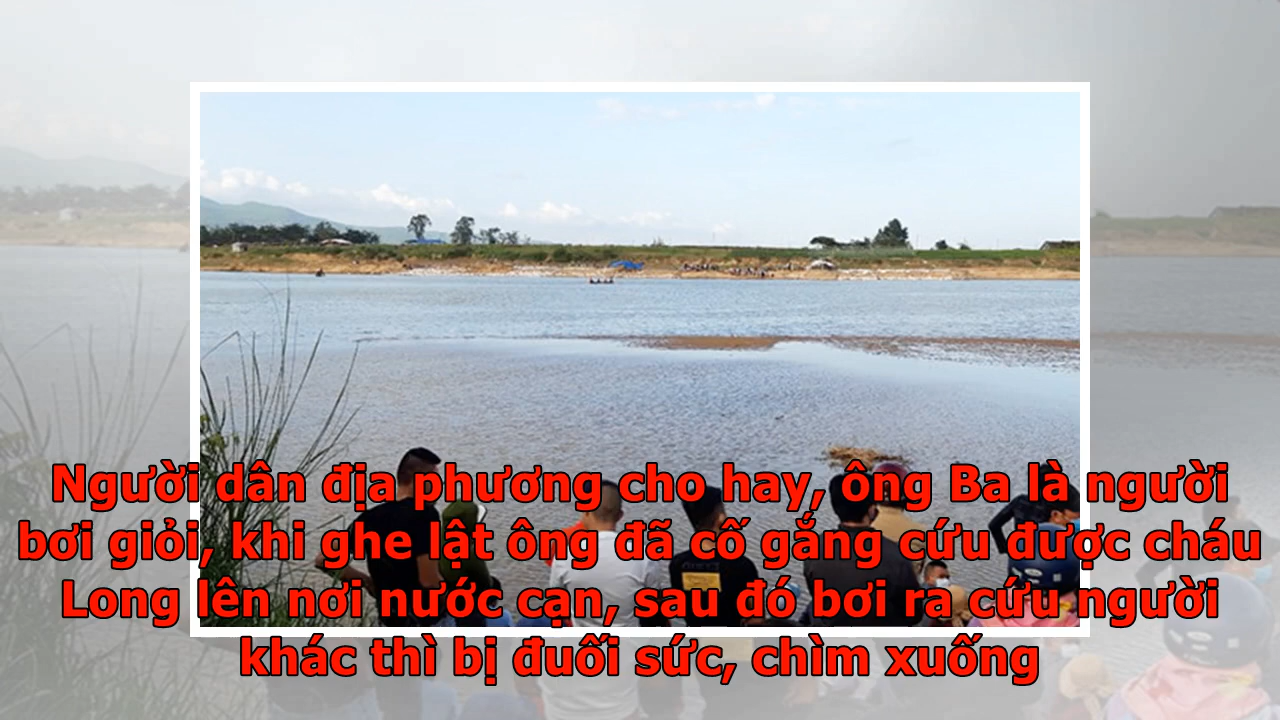 Người dân địa phương cho hay, ông Ba là người
bơi giỏi, khi ghe lật ông đã cố gắng cứu được cháu
Long lên nơi nước cạn, sau đó bơi ra cứu người
khác thì bị đuối sức, chìm xuống